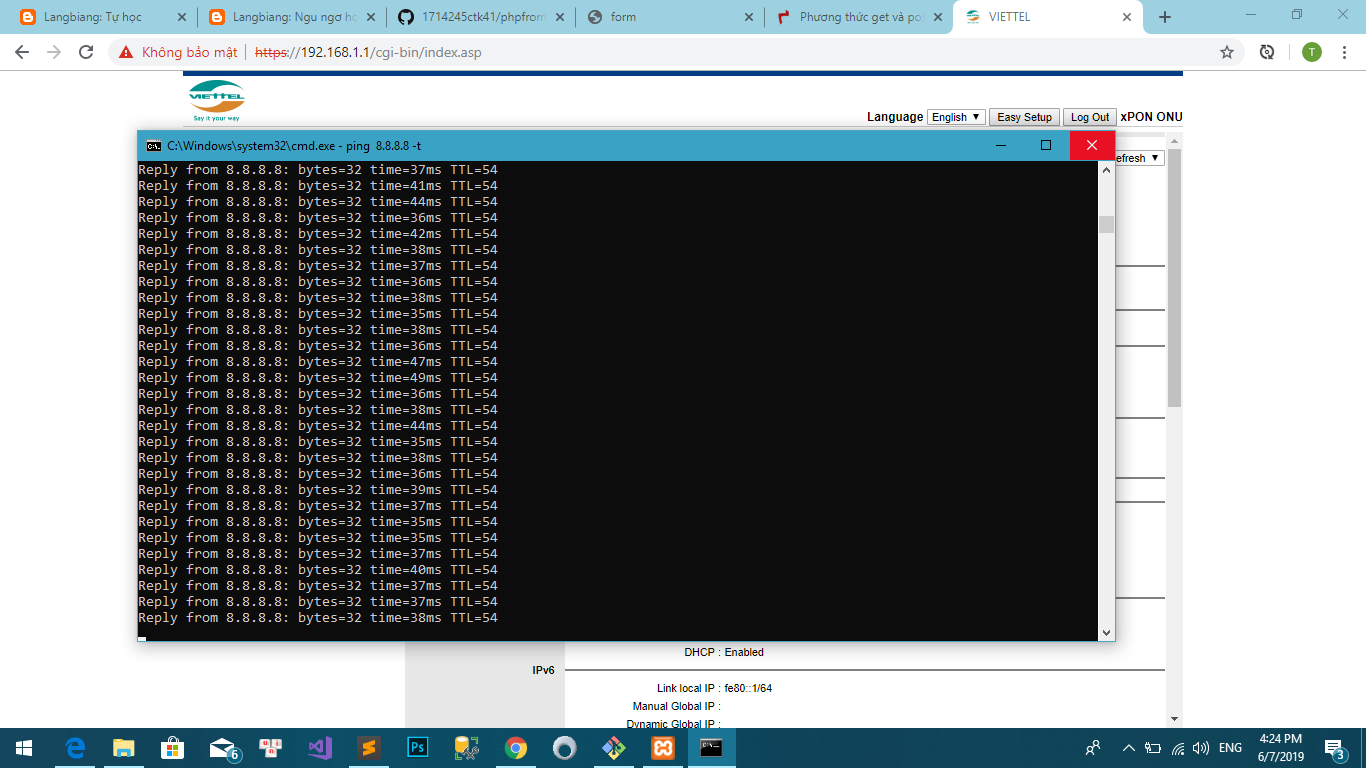 Langbiang: Tự học
Langbiang: Ngu ngơ họ
1714245ctk41/phpfrom
form
Phương thức get và pos
VIETTEL
Không bảo mật | https://192.168.1.1/cgi-bin/index.asp
T
VIETTEL
Say it your way
Language English Easy Setup Log Out xPON ONU
C:\Windows\system32\cmd.exe - ping 8.8.8.8 -t
efresh
Reply from 8.8.8.8: bytes=32 time=37ms TTL=54
Reply from 8.8.8.8: bytes=32 time=41ms TTL=54
Reply from 8.8.8.8: bytes=32 time=44ms TTL=54
Reply from 8.8.8.8: bytes=32 time=36ms TTL=54
Reply from 8.8.8.8: bytes=32 time=42ms TTL=54
Reply from 8.8.8.8: bytes=32 time=38ms TTL=54
Reply from 8.8.8.8: bytes=32 time=37ms TTL=54
Reply from 8.8.8.8: bytes=32 time=36ms TTL=54
Reply from 8.8.8.8: bytes=32 time=38ms TTL=54
Reply from 8.8.8.8: bytes=32 time=35ms TTL=54
Reply from 8.8.8.8: bytes=32 time=38ms TTL=54
Reply from 8.8.8.8: bytes=32 time=36ms TTL=54
Reply from 8.8.8.8: bytes=32 time=47ms TTL=54
Reply from 8.8.8.8: bytes=32 time=49ms TTL=54
Reply from 8.8.8.8: bytes=32 time=36ms TTL=54
Reply from 8.8.8.8: bytes=32 time=38ms TTL=54
Reply from 8.8.8.8: bytes=32 time=44ms TTL=54
Reply from 8.8.8.8: bytes=32 time=35ms TTL=54
Reply from 8.8.8.8: bytes=32 time=38ms TTL=54
Reply from 8.8.8.8: bytes=32 time=36ms TTL=54
Reply from 8.8.8.8: bytes=32 time=39ms TTL=54
Reply from 8.8.8.8: bytes=32 time=37ms TTL=54
Reply from 8.8.8.8: bytes=32 time=35ms TTL=54
Reply from 8.8.8.8: bytes=32 time=35ms TTL=54
Reply from 8.8.8.8: bytes=32 time=37ms TTL=54
Reply from 8.8.8.8: bytes=32 time=40ms TTL=54
Reply from 8.8.8.8: bytes=32 time=37ms TTL=54
Reply from 8.8.8.8: bytes=32 time=37ms TTL=54
Reply from 8.8.8.8: bytes=32 time=38ms TTL=54
DHCP : Enabled
IPv6
Link local IP : fe80::1/64
Manual Global IP :
Dynamic Global IP :
6
Ps
ENG
4:24 PM
6/7/2019
3